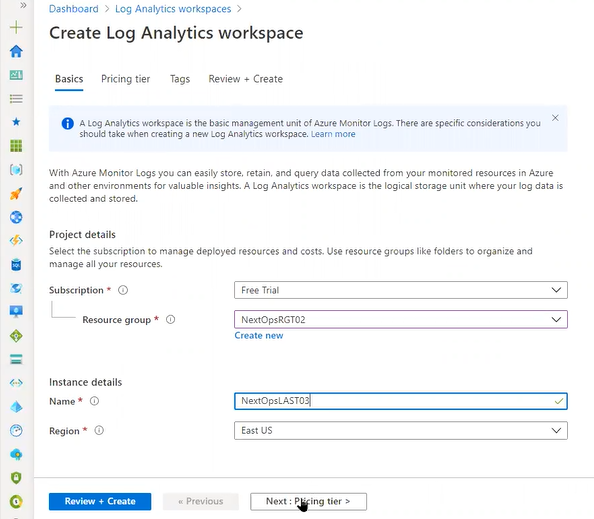 Dashboard > Log Analytics workspaces >
Create Log Analytics workspace
Basics Pricing tier Tags Review + Create
A Log Analytics workspace is the basic management unit of Azure Monitor Logs. There are specific considerations you
should take when creating a new Log Analytics workspace. Learn more
With Azure Monitor Logs you can easily store, retain, and query data collected from your monitored resources in Azure
and other environments for valuable insights. A Log Analytics workspace is the logical storage unit where your log data is
collected and stored.
Project details
Select the subscription to manage deployed resources and costs. Use resource groups like folders to organize and
manage all your resources.
Subscription * Free Trial
Resource group * NextOpsRGT02
Create new
Instance details
Name * NextOpsLAST03
Region * East US
Review + Create « Previous Next : Pricing tier >